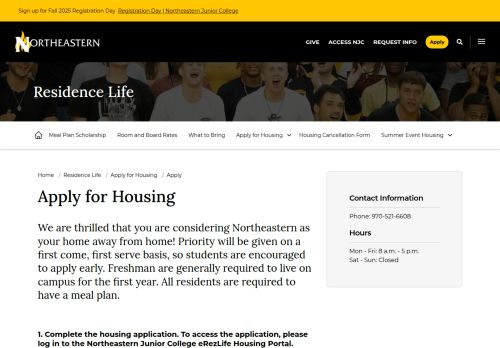 Sign up for Fall 2025 Registration Day Registration Day | Northeastern Junior College
NORTHEASTERN
GIVE ACCESS NJC REQUEST INFO Apply
Residence Life
Meal Plan Scholarship Room and Board Rates What to Bring Apply for Housing Housing Cancellation Form Summer Event Housing
Home / Residence Life / Apply for Housing / Apply
Apply for Housing
We are thrilled that you are considering Northeastern as
your home away from home! Priority will be given on a
first come, first serve basis, so students are encouraged
to apply early. Freshman are generally required to live on
campus for the first year. All residents are required to
have a meal plan.
1. Complete the housing application. To access the application, please
log in to the Northeastern Junior College eRezLife Housing Portal.
Contact Information
Phone: 970-521-6608
Hours
Mon - Fri: 8 a.m. - 5 p.m.
Sat - Sun: Closed